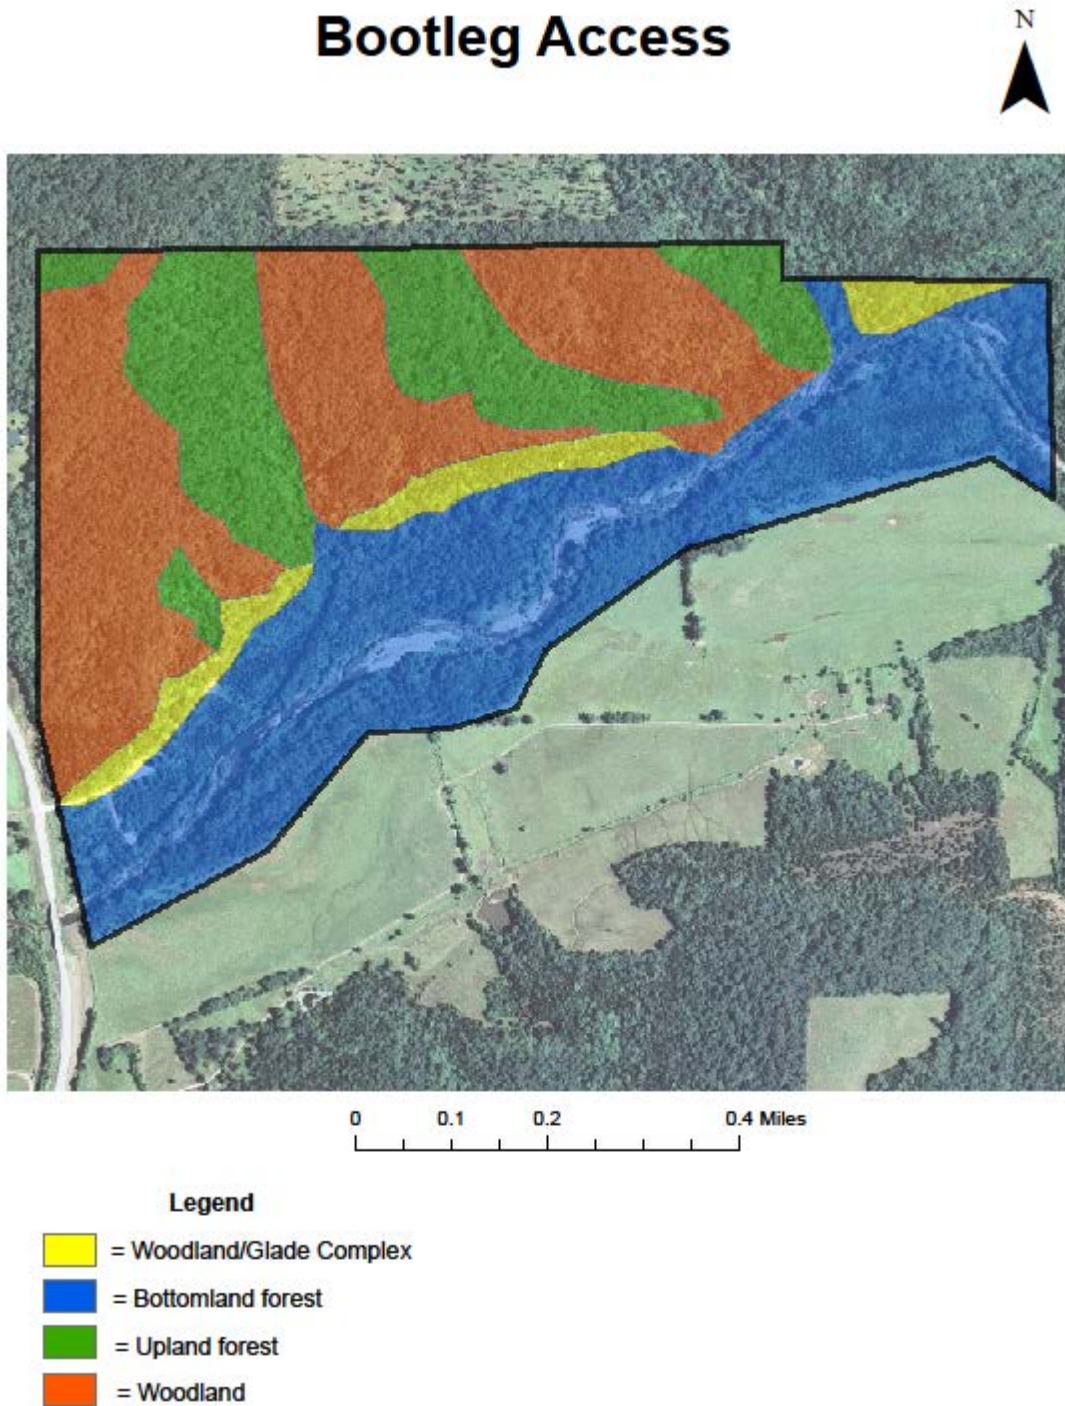 Bootleg Access
N
0 0.1 0.2 0.4 Miles
Legend
= Woodland/Glade Complex
= Bottomland forest
= Upland forest
= Woodland